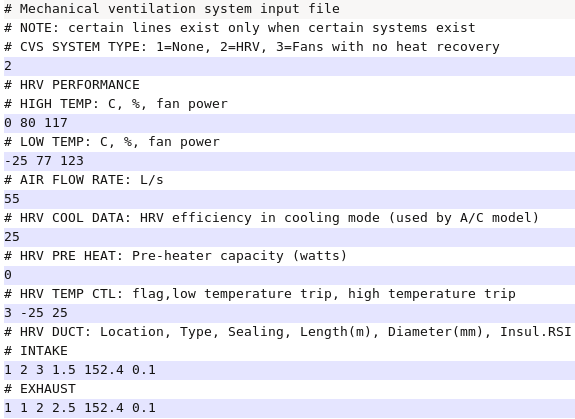 # Mechanical ventilation system input file
# NOTE: certain lines exist only when certain systems exist
# CVS SYSTEM TYPE: 1=None, 2=HRV, 3=Fans with no heat recovery
2
# HRV PERFORMANCE
# HIGH TEMP: C, %, fan power
0 80 117
# LOW TEMP: C, %, fan power
-25 77 123
# AIR FLOW RATE: L/s
55
# HRV COOL DATA: HRV efficiency in cooling mode (used by A/C model)
25
# HRV PRE HEAT: Pre-heater capacity (watts)
0
# HRV TEMP CTL: flag,low temperature trip, high temperature trip
3 -25 25
# HRV DUCT: Location, Type, Sealing, Length(m), Diameter(mm), Insul.RSI
# INTAKE
1 2 3 1.5 152.4 0.1
# EXHAUST
1 1 2 2.5 152.4 0.1